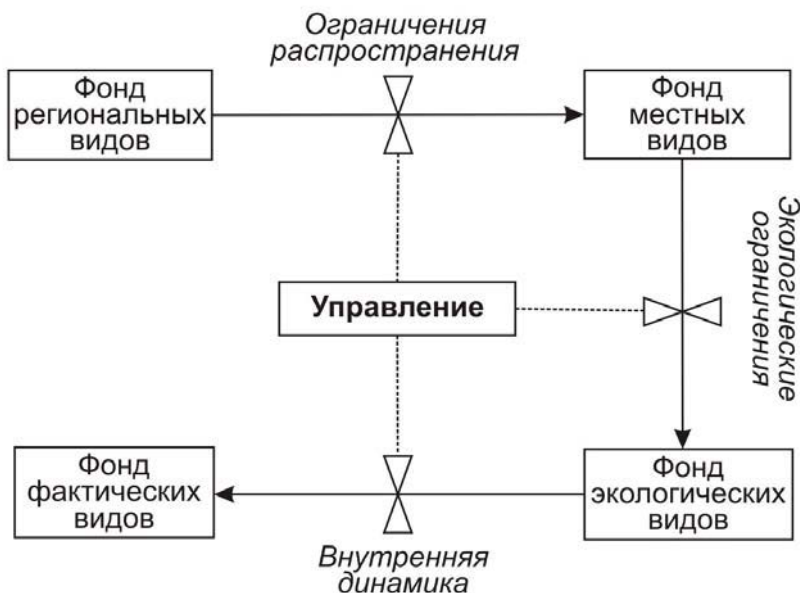 Ограничения
распространения
Фонд
региональных
видов
Фонд
местных
видов
Экологические
ограничения
Управление
Фонд
фактических
видов
Фонд
экологических
видов
Внутренняя
динамика